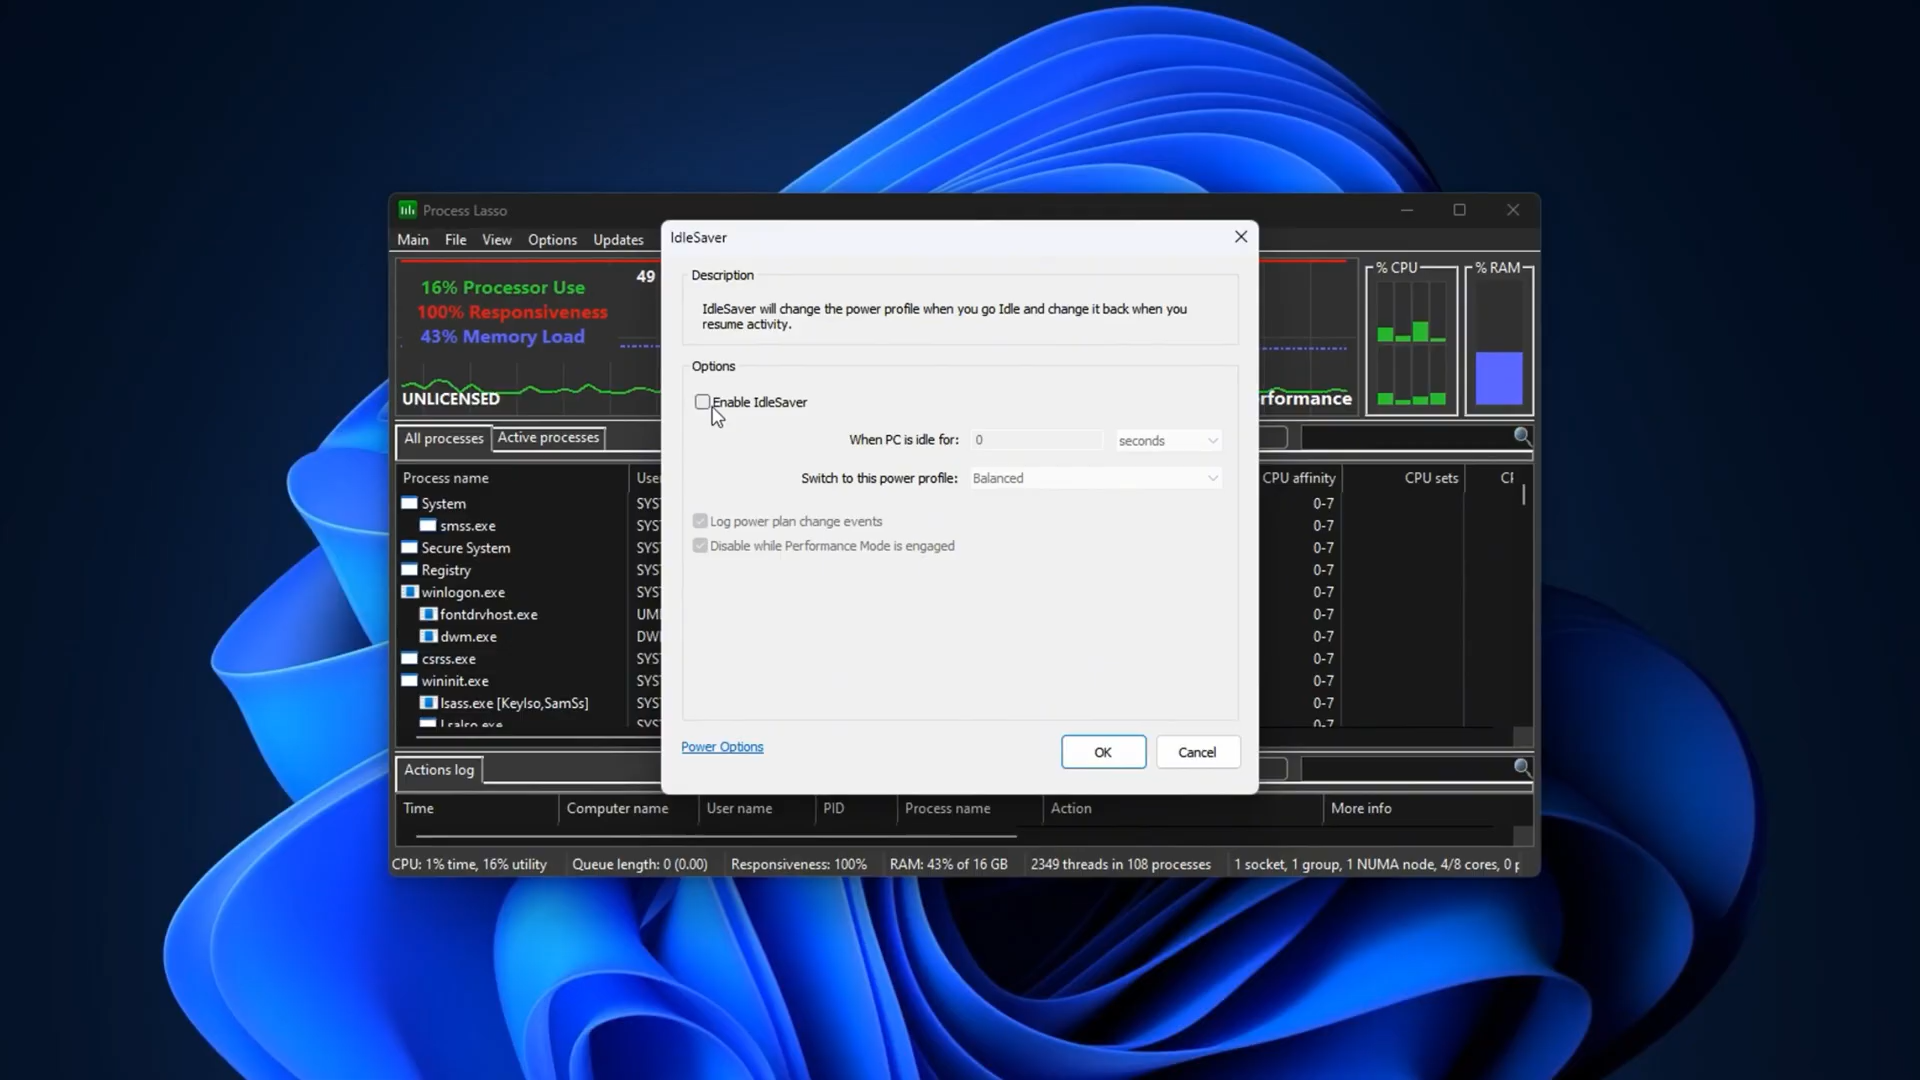 Process Lasso
Main File View Options Updates
16% Processor Use
100% Responsiveness
43% Memory Load
49
UNLICENSED
rformance
% CPU
% RAM
All processes Active processes
Process name
CPU affinity CPU sets
System 0-7
smss.exe 0-7
Secure System 0-7
Registry 0-7
winlogon.exe 0-7
fontdrvhost.exe 0-7
dwm.exe 0-7
csrss.exe 0-7
wininit.exe 0-7
lsass.exe [KeyIso,SamSs] 0-7
LsaIso.exe 0-7
IdleSaver
Description
IdleSaver will change the power profile when you go Idle and change it back when you
resume activity.
Options
Enable IdleSaver
When PC is idle for: 0 seconds
Switch to this power profile: Balanced
Log power plan change events
Disable while Performance Mode is engaged
Power Options
OK
Cancel
Actions log
Time Computer name User name PID Process name Action More info
CPU: 1% time, 16% utility Queue length: 0 (0.00) Responsiveness: 100% RAM: 43% of 16 GB 2349 threads in 108 processes 1 socket, 1 group, 1 NUMA node, 4/8 cores, 0 p